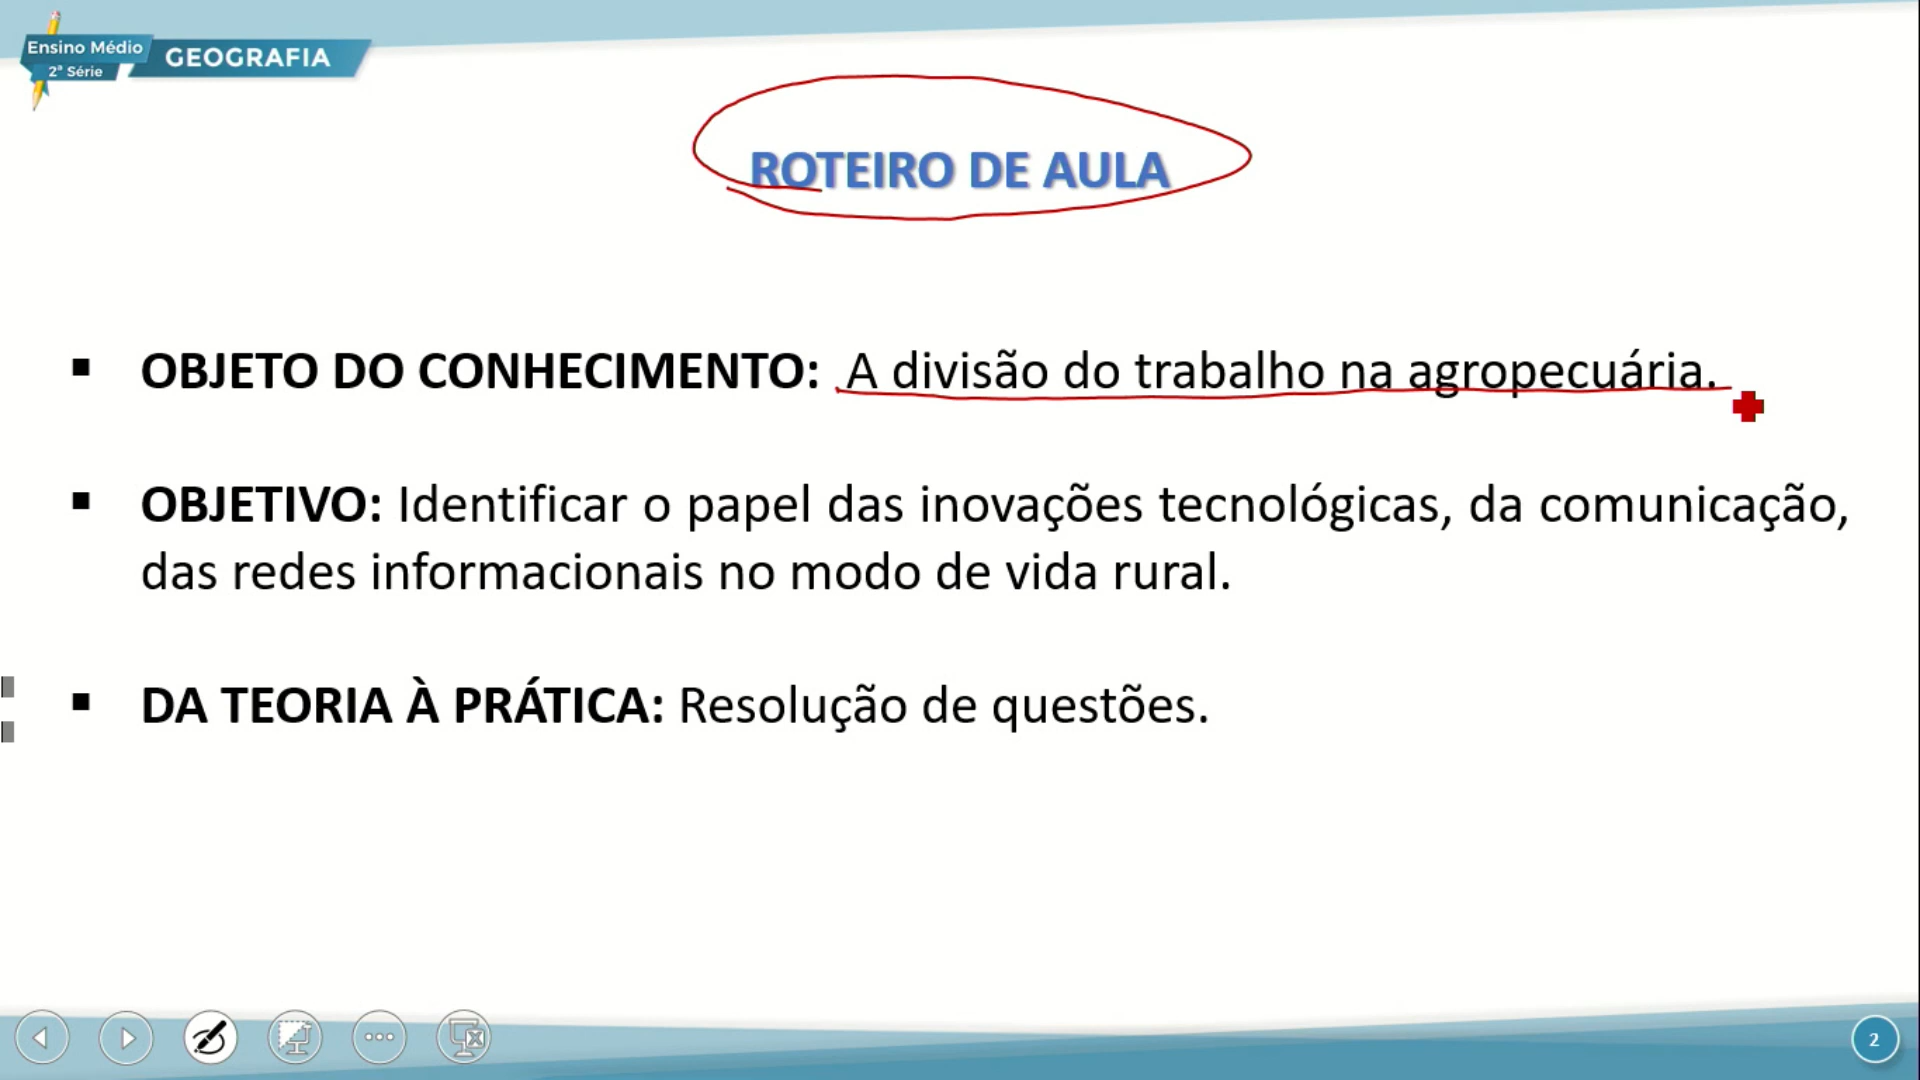 Ensino Médio
2ª Série
GEOGRAFIA
ROTEIRO DE AULA
▪ OBJETO DO CONHECIMENTO: A divisão do trabalho na agropecuária.
▪ OBJETIVO: Identificar o papel das inovações tecnológicas, da comunicação,
das redes informacionais no modo de vida rural.
▪ DA TEORIA À PRÁTICA: Resolução de questões.
2